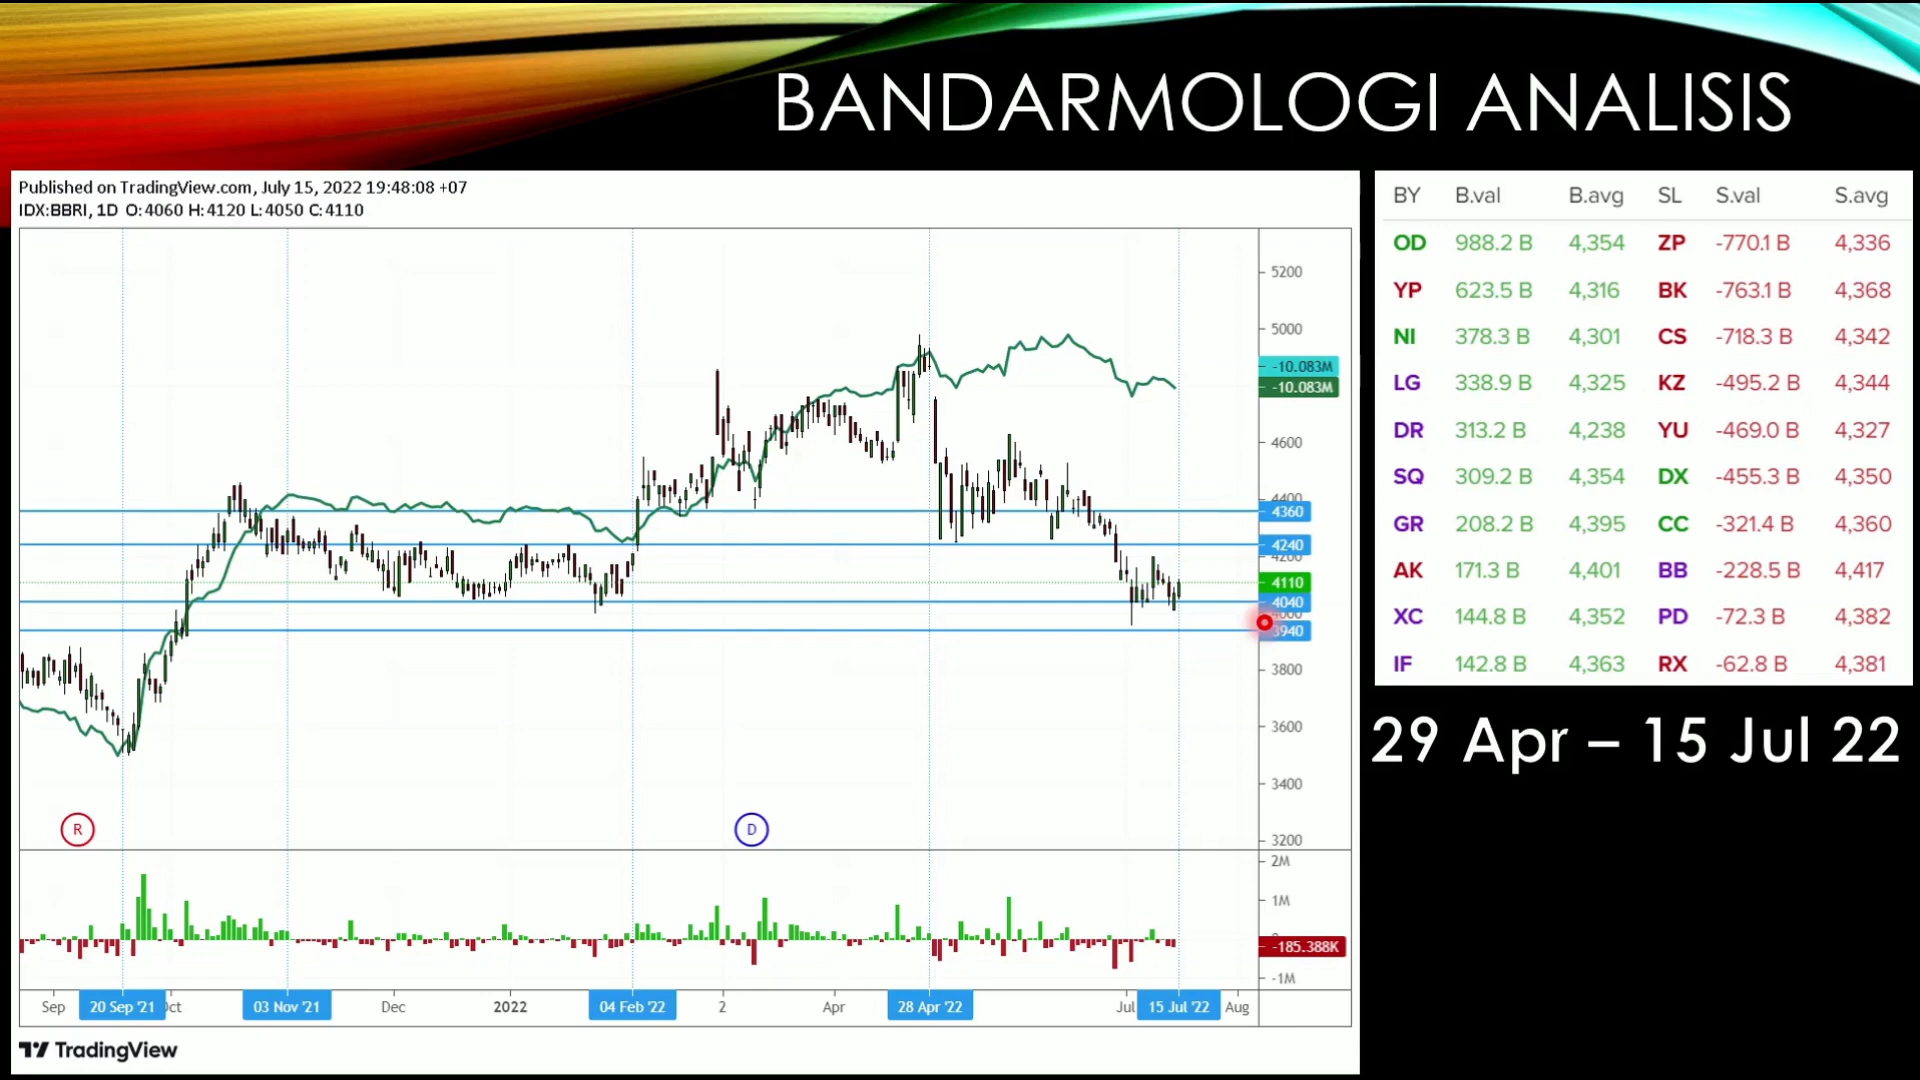 BANDARMOLOGI ANALISIS
Published on TradingView.com, July 15, 2022 19:48:08 +07
IDX:BBRI, 1D O:4060 H:4120 L:4050 C:4110
5200
5000
-10.083M
-10.083M
4600
4400
4360
4240
4200
4110
4040
4000
3940
3800
3600
3400
3200
R
D
2M
1M
0
-185.388K
-1M
Sep 20 Sep '21 Oct 03 Nov '21 Dec 2022 04 Feb '22 2 Apr 28 Apr '22 Jul 15 Jul '22 Aug
TradingView
BY B.val B.avg SL S.val S.avg
OD 988.2 B 4,354 ZP -770.1 B 4,336
YP 623.5 B 4,316 BK -763.1 B 4,368
NI 378.3 B 4,301 CS -718.3 B 4,342
LG 338.9 B 4,325 KZ -495.2 B 4,344
DR 313.2 B 4,238 YU -469.0 B 4,327
SQ 309.2 B 4,354 DX -455.3 B 4,350
GR 208.2 B 4,395 CC -321.4 B 4,360
AK 171.3 B 4,401 BB -228.5 B 4,417
XC 144.8 B 4,352 PD -72.3 B 4,382
IF 142.8 B 4,363 RX -62.8 B 4,381
29 Apr – 15 Jul 22